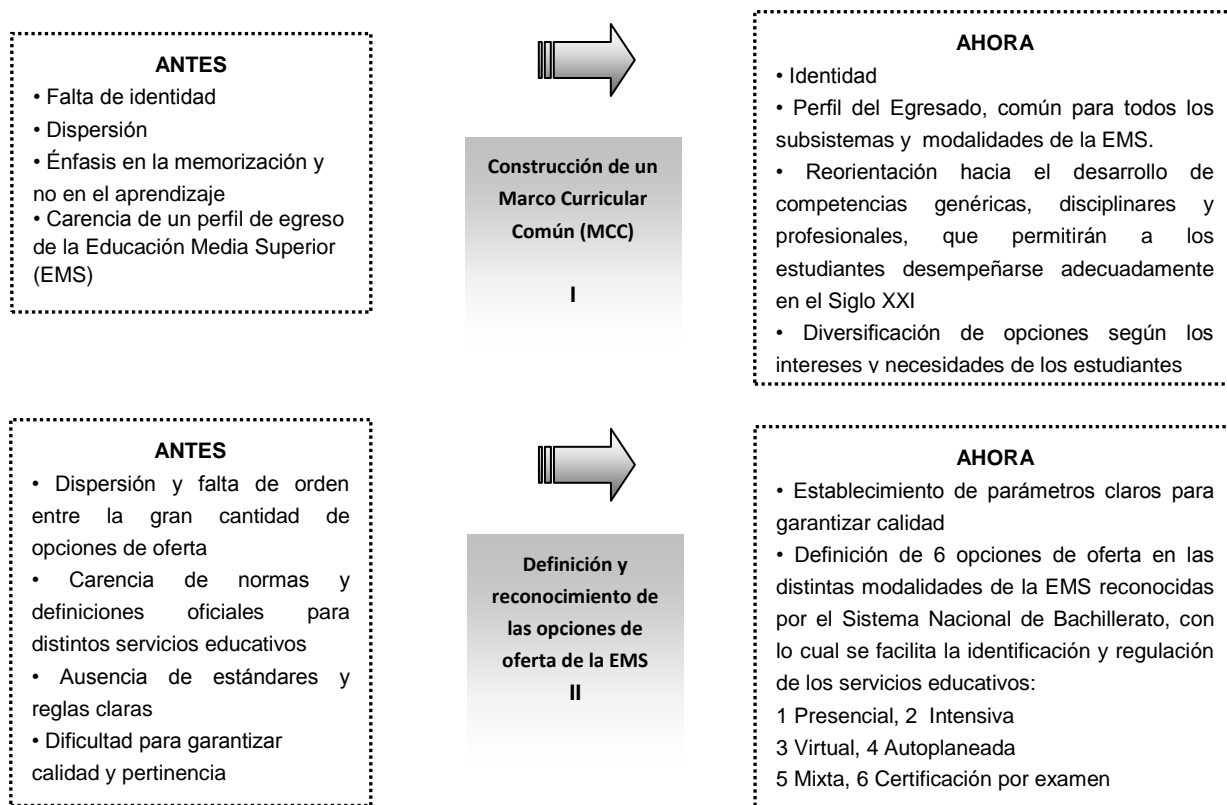 ANTES
• Falta de identidad
• Dispersión
• Énfasis en la memorización y
no en el aprendizaje
• Carencia de un perfil de egreso
de la Educación Media Superior
(EMS)
Construcción de un
Marco Curricular
Común (MCC)
I
AHORA
• Identidad
• Perfil del Egresado, común para todos los
subsistemas y modalidades de la EMS.
• Reorientación hacia el desarrollo de
competencias genéricas, disciplinares y
profesionales, que permitirán a los
estudiantes desempeñarse adecuadamente
en el Siglo XXI
• Diversificación de opciones según los
intereses y necesidades de los estudiantes
ANTES
• Dispersión y falta de orden
entre la gran cantidad de
opciones de oferta
• Carencia de normas y
definiciones oficiales para
distintos servicios educativos
• Ausencia de estándares y
reglas claras
• Dificultad para garantizar
calidad y pertinencia
Definición y
reconocimiento de
las opciones de
oferta de la EMS
II
AHORA
• Establecimiento de parámetros claros para
garantizar calidad
• Definición de 6 opciones de oferta en las
distintas modalidades de la EMS reconocidas
por el Sistema Nacional de Bachillerato, con
lo cual se facilita la identificación y regulación
de los servicios educativos:
1 Presencial, 2 Intensiva
3 Virtual, 4 Autoplaneada
5 Mixta, 6 Certificación por examen